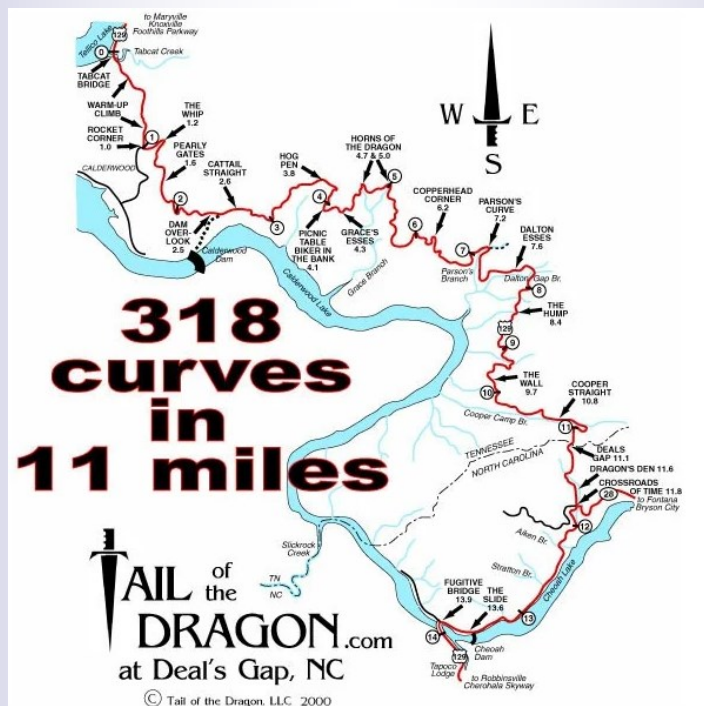 to Maryville
Knoxville
Foothills Parkway
129
Tellico Lake
0
Tabcat Creek
TABCAT
BRIDGE
WARM-UP
CLIMB
THE
WHIP
1.2
ROCKET
CORNER
1.0
1
PEARLY
GATES
1.6
CALDERWOOD
CATTAIL
STRAIGHT
2.6
2
DAM
OVER-
LOOK
2.5
Calderwood
Dam
3
HOG
PEN
3.8
4
PICNIC
TABLE
BIKER IN
THE BANK
4.1
HORNS OF
THE DRAGON
4.7 & 5.0
5
GRACE'S
ESSES
4.3
Calderwood Lake
Grace Branch
COPPERHEAD
CORNER
6.2
6
PARSON'S
CURVE
7.2
7
Parson's
Branch
DALTON
ESSES
7.6
Dalton Gap Br.
8
THE
HUMP
8.4
129
9
THE
WALL
9.7
10
COOPER
STRAIGHT
10.8
Cooper Camp Br.
11
TENNESSEE
NORTH CAROLINA
DEALS
GAP 11.1
DRAGON'S DEN 11.6
CROSSROADS
OF TIME 11.8
28
to Fontana
Bryson City
12
Aiken Br.
Stratton Br.
Cheoah Lake
13
FUGITIVE
BRIDGE
13.9
THE
SLIDE
13.6
14
Cheoah
Dam
129
Tapoco
Lodge
to Robbinsville
Cherohala Skyway
Slickrock
Creek
TN
NC
W E
S
318
curves
in
11 miles
TAIL of
the
DRAGON.com
at Deal's Gap, NC
© Tail of the Dragon, LLC 2000